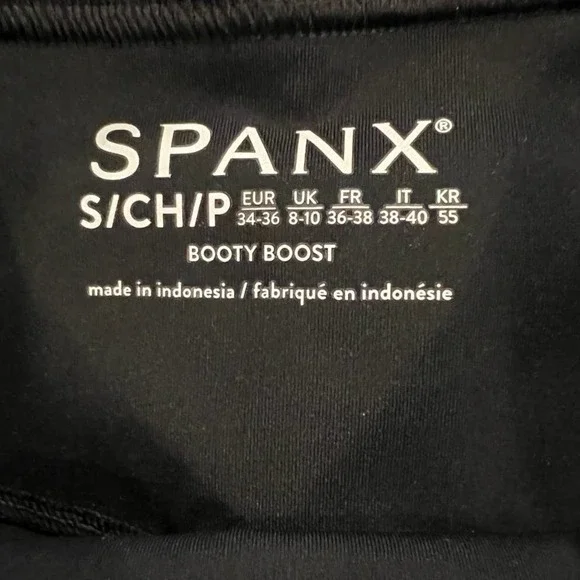 SPANX®
S/CH/P EUR 34-36 UK 8-10 FR 36-38 IT 38-40 KR 55
BOOTY BOOST
made in indonesia / fabriqué en indonésie